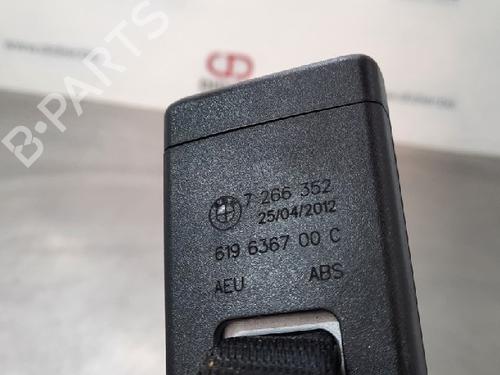 B-PARTS
7 266 352
25/04/2012
619 6367 00 C
AEU ABS